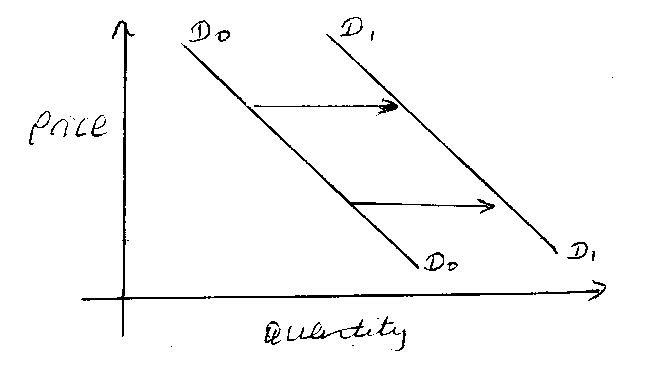 D₀ D₁
Price
D₀ D₁
Quantity